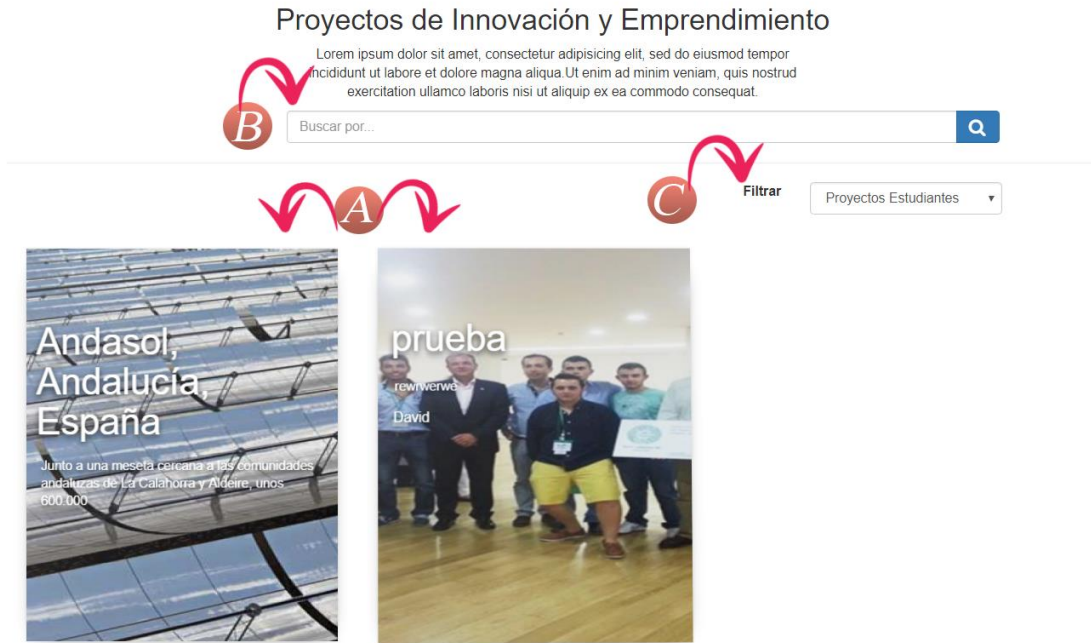 Proyectos de Innovación y Emprendimiento
Lorem ipsum dolor sit amet, consectetur adipisicing elit, sed do eiusmod tempor
incididunt ut labore et dolore magna aliqua.Ut enim ad minim veniam, quis nostrud
exercitation ullamco laboris nisi ut aliquip ex ea commodo consequat.
B
Buscar por...
A
C
Filtrar
Proyectos Estudiantes
Andasol,
Andalucía,
España
Junto a una meseta cercana a las comunidades
andaluzas de La Calahorra y Aldeire, unos
600.000
prueba
rewrwerwe
David